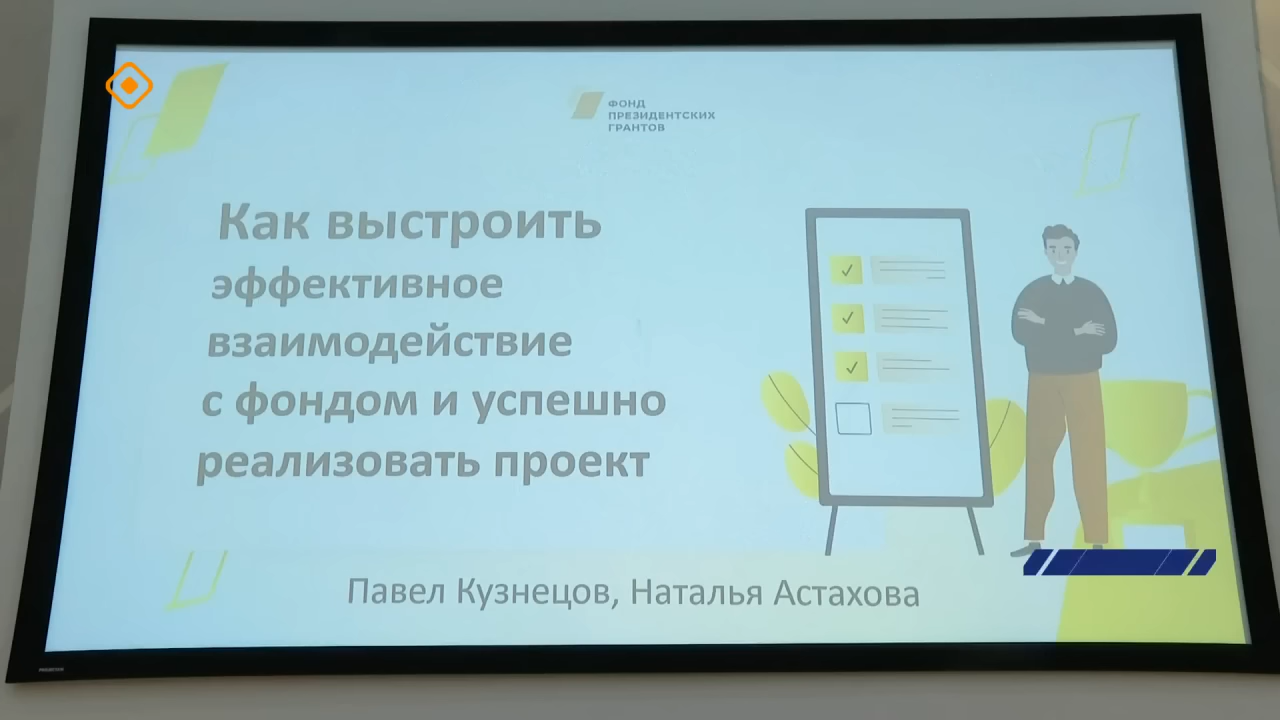 ФОНД
ПРЕЗИДЕНТСКИХ
ГРАНТОВ
Как выстроить
эффективное
взаимодействие
с фондом и успешно
реализовать проект
Павел Кузнецов, Наталья Астахова